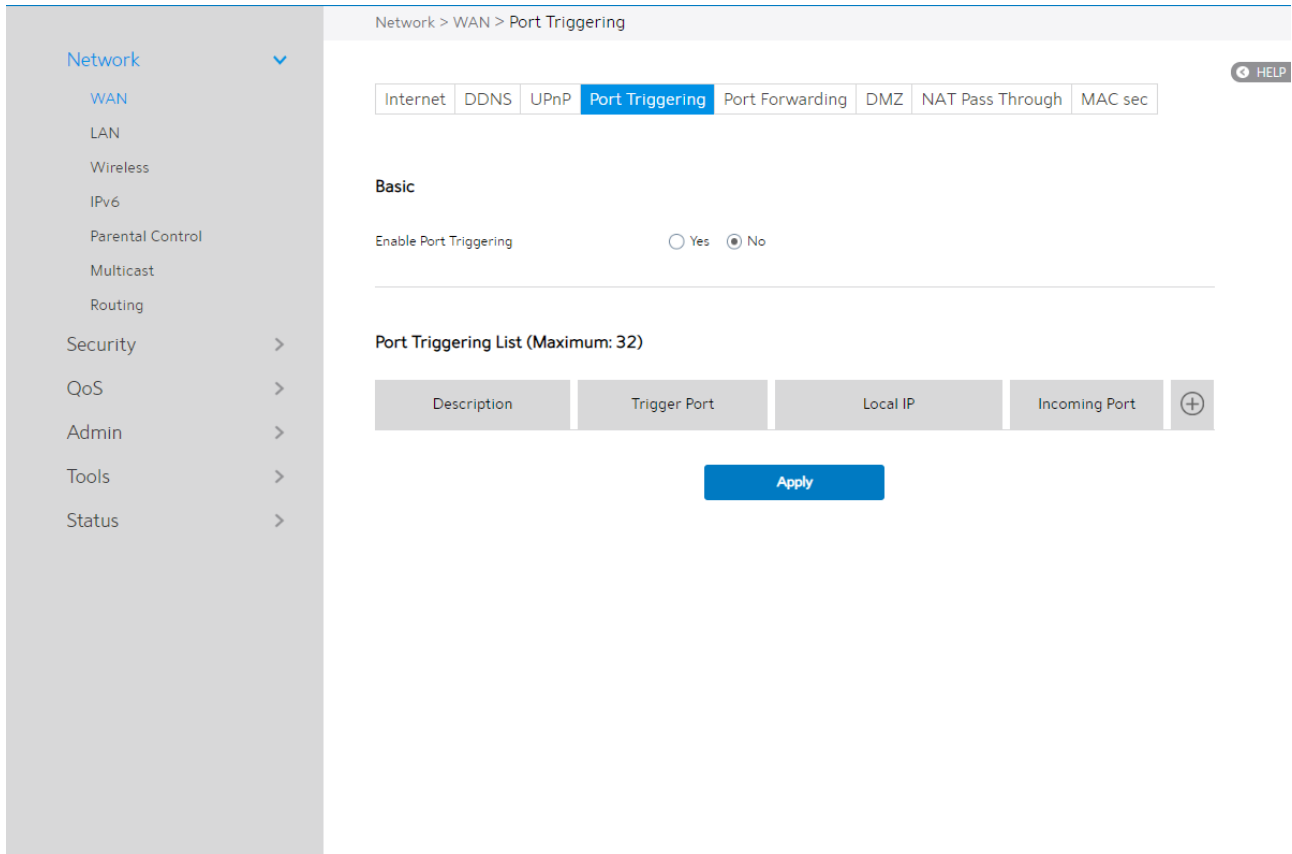 Network > WAN > Port Triggering
Network
WAN
LAN
Wireless
IPv6
Parental Control
Multicast
Routing
Security
QoS
Admin
Tools
Status
HELP
Internet DDNS UPnP Port Triggering Port Forwarding DMZ NAT Pass Through MAC sec
Basic
Enable Port Triggering Yes No
Port Triggering List (Maximum: 32)
Description Trigger Port Local IP Incoming Port
Apply